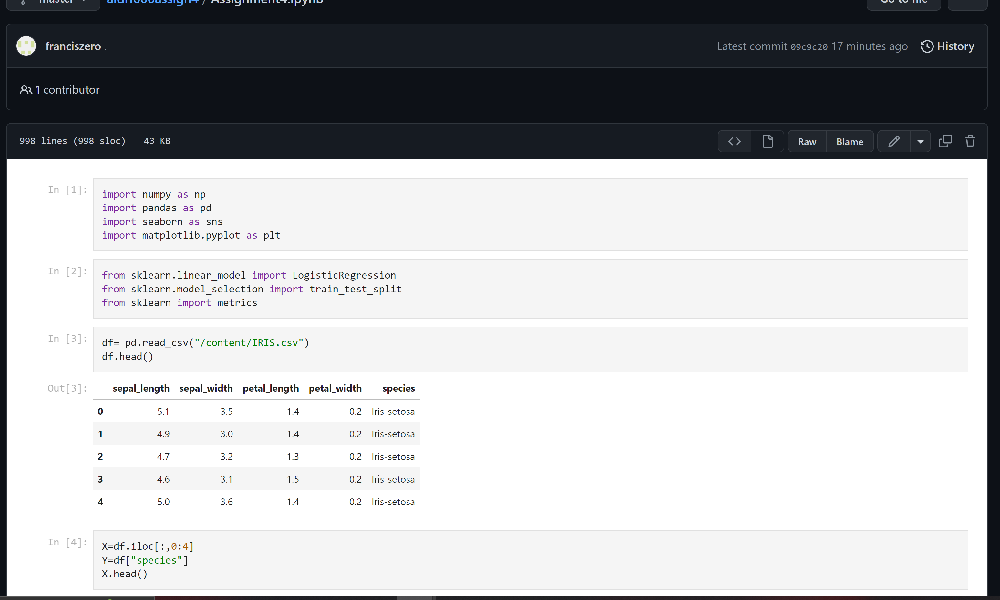 master aidi1000assign4 / Assignment4.ipynb Go to file
franciszero . Latest commit 09c9c20 17 minutes ago History
1 contributor
998 lines (998 sloc) 43 KB Raw Blame
In [1]: import numpy as np
import pandas as pd
import seaborn as sns
import matplotlib.pyplot as plt
In [2]: from sklearn.linear_model import LogisticRegression
from sklearn.model_selection import train_test_split
from sklearn import metrics
In [3]: df= pd.read_csv("/content/IRIS.csv")
df.head()
Out[3]: sepal_length sepal_width petal_length petal_width species
0 5.1 3.5 1.4 0.2 Iris-setosa
1 4.9 3.0 1.4 0.2 Iris-setosa
2 4.7 3.2 1.3 0.2 Iris-setosa
3 4.6 3.1 1.5 0.2 Iris-setosa
4 5.0 3.6 1.4 0.2 Iris-setosa
In [4]: X=df.iloc[:,0:4]
Y=df["species"]
X.head()